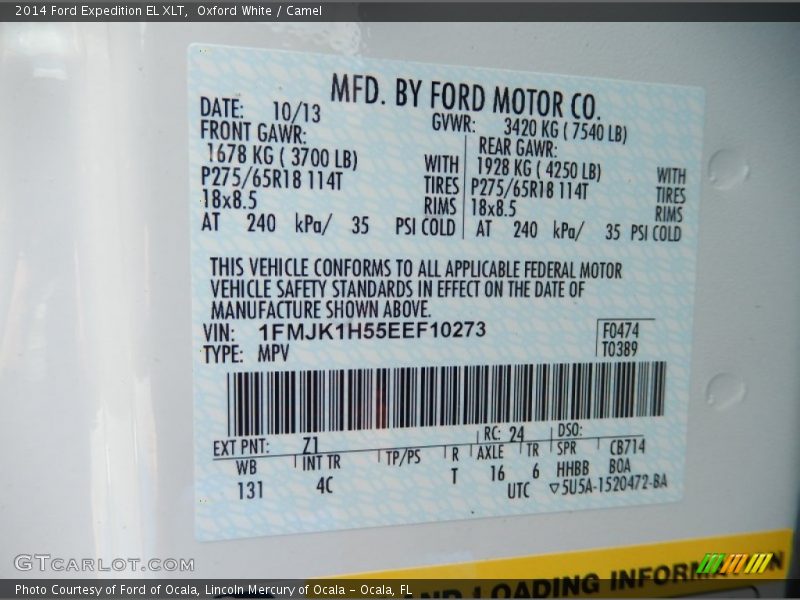 2014 Ford Expedition EL XLT, Oxford White / Camel
MFD. BY FORD MOTOR CO.
DATE: 10/13 GVWR: 3420 KG ( 7540 LB)
FRONT GAWR: REAR GAWR:
1678 KG ( 3700 LB) WITH 1928 KG ( 4250 LB) WITH
P275/65R18 114T TIRES P275/65R18 114T TIRES
18x8.5 RIMS 18x8.5 RIMS
AT 240 kPa/ 35 PSI COLD AT 240 kPa/ 35 PSI COLD
THIS VEHICLE CONFORMS TO ALL APPLICABLE FEDERAL MOTOR
VEHICLE SAFETY STANDARDS IN EFFECT ON THE DATE OF
MANUFACTURE SHOWN ABOVE.
VIN: 1FMJK1H55EEF10273 F0474
TYPE: MPV T0389
EXT PNT: Z1 RC: 24 DSO:
WB INT TR TP/PS R AXLE TR SPR CB714
131 4C T 16 6 HHBB BOA
UTC ▽5U5A-1520472-BA
AND LOADING INFORMATION
GTCARLOT.COM
Photo Courtesy of Ford of Ocala, Lincoln Mercury of Ocala - Ocala, FL